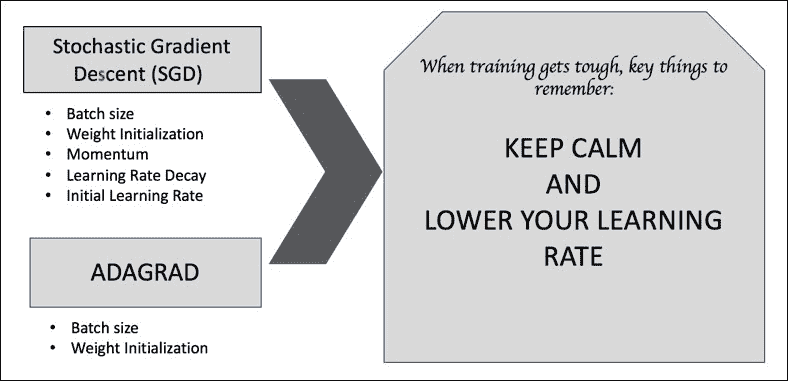 Stochastic Gradient
Descent (SGD)
• Batch size
• Weight Initialization
• Momentum
• Learning Rate Decay
• Initial Learning Rate
ADAGRAD
• Batch size
• Weight Initialization
When training gets tough, key things to
remember:
KEEP CALM
AND
LOWER YOUR LEARNING
RATE